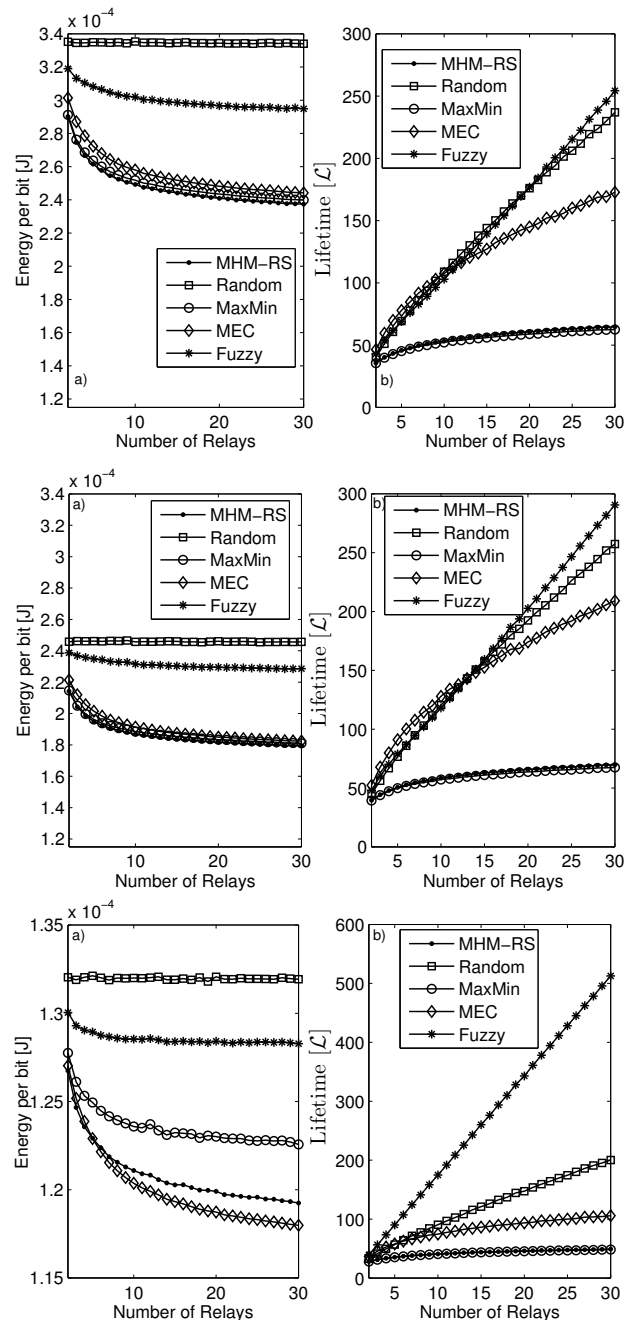 x 10⁻⁴
3.4
3.2
3
2.8
2.6
2.4
2.2
2
1.8
1.6
1.4
1.2
10
20
30
Number of Relays
Energy per bit [J]
MHM−RS
Random
MaxMin
MEC
Fuzzy
a)
300
250
200
150
100
50
0
5
10
15
20
25
30
Number of Relays
Lifetime [ℒ]
MHM−RS
Random
MaxMin
MEC
Fuzzy
b)
x 10⁻⁴
3.4
3.2
3
2.8
2.6
2.4
2.2
2
1.8
1.6
1.4
1.2
10
20
30
Number of Relays
Energy per bit [J]
a)
MHM−RS
Random
MaxMin
MEC
Fuzzy
300
250
200
150
100
50
0
5
10
15
20
25
30
Number of Relays
Lifetime [ℒ]
b)
MHM−RS
Random
MaxMin
MEC
Fuzzy
x 10⁻⁴
1.35
1.3
1.25
1.2
1.15
10
20
30
Number of Relays
Energy per bit [J]
a)
600
500
400
300
200
100
0
5
10
15
20
25
30
Number of Relays
Lifetime [ℒ]
b)
MHM−RS
Random
MaxMin
MEC
Fuzzy